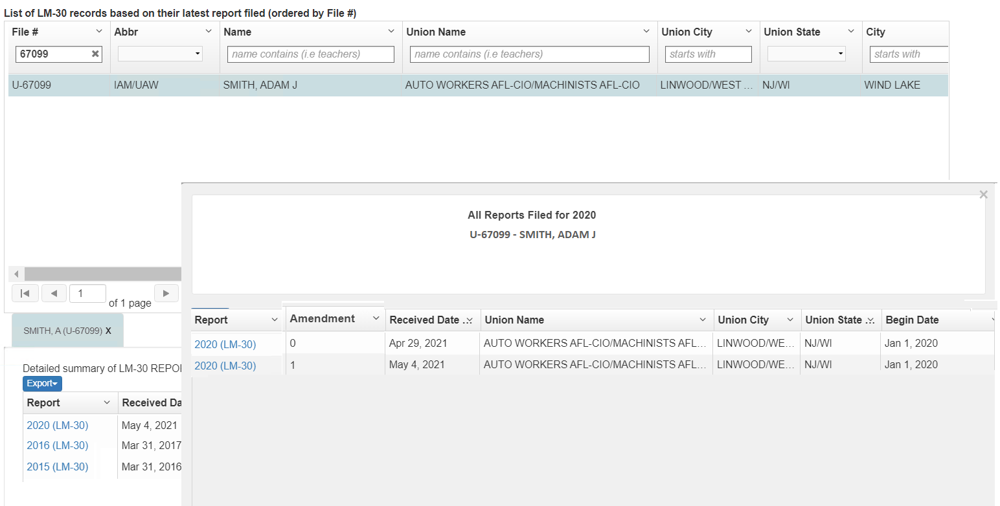 List of LM-30 records based on their latest report filed (ordered by File #)
File # Abbr Name Union Name Union City Union State City
67099 name contains (i.e teachers) name contains (i.e teachers) starts with starts with
U-67099 IAM/UAW SMITH, ADAM J AUTO WORKERS AFL-CIO/MACHINISTS AFL-CIO LINWOOD/WEST ... NJ/WI WIND LAKE
1 of 1 page
SMITH, A (U-67099) X
Detailed summary of LM-30 REPO
Export
Report Received Da
2020 (LM-30) May 4, 2021
2016 (LM-30) Mar 31, 2017
2015 (LM-30) Mar 31, 2016
All Reports Filed for 2020
U-67099 - SMITH, ADAM J
Report Amendment Received Date .. Union Name Union City Union State ... Begin Date
2020 (LM-30) 0 Apr 29, 2021 AUTO WORKERS AFL-CIO/MACHINISTS AFL... LINWOOD/WE... NJ/WI Jan 1, 2020
2020 (LM-30) 1 May 4, 2021 AUTO WORKERS AFL-CIO/MACHINISTS AFL... LINWOOD/WE... NJ/WI Jan 1, 2020